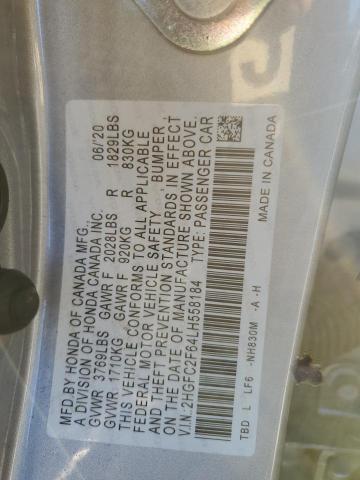 MFD.BY HONDA OF CANADA MFG.,
A DIVISION OF HONDA CANADA INC. 06/20
GVWR 3769LBS GAWR F 2028LBS R 1829LBS
GVWR 1710KG GAWR F 920KG R 830KG
THIS VEHICLE CONFORMS TO ALL APPLICABLE
FEDERAL MOTOR VEHICLE SAFETY, BUMPER,
AND THEFT PREVENTION STANDARDS IN EFFECT
ON THE DATE OF MANUFACTURE SHOWN ABOVE.
V.I.N: 2HGFC2F64LH558184 TYPE: PASSENGER CAR
TBD L LF6 -NH830M -A -H MADE IN CANADA